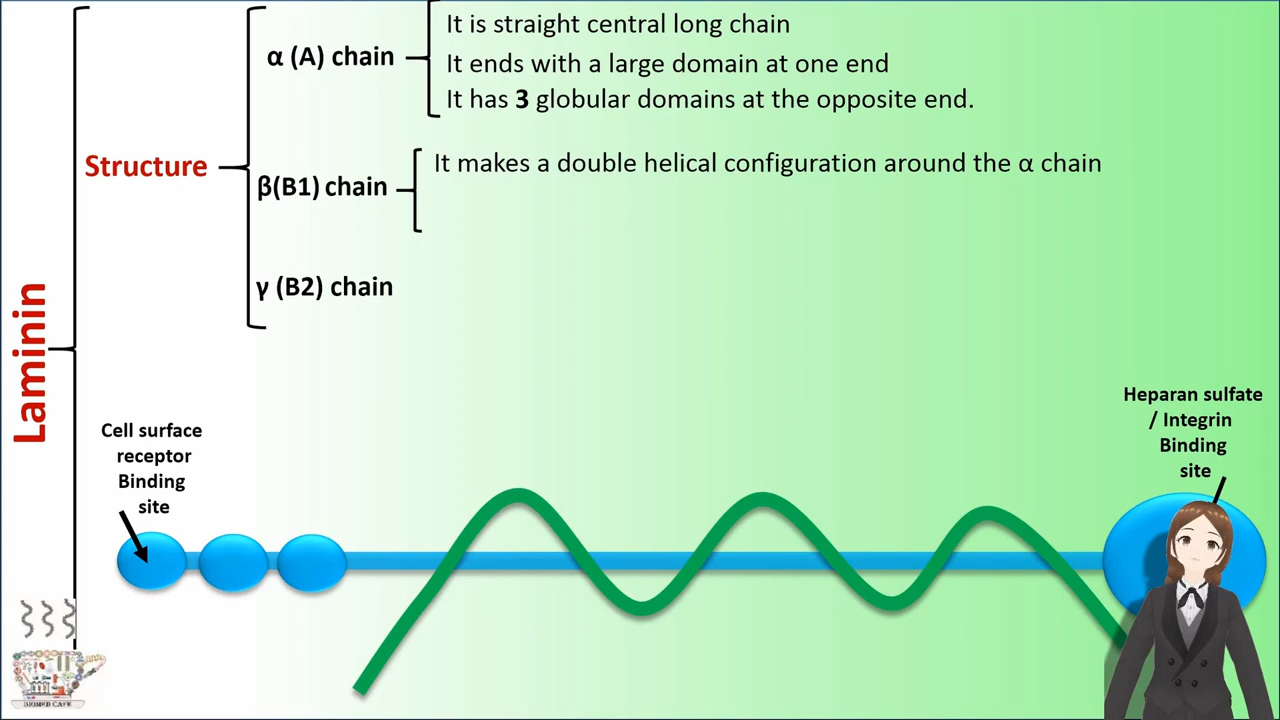 Laminin
Structure
α (A) chain
It is straight central long chain
It ends with a large domain at one end
It has 3 globular domains at the opposite end.
β(B1) chain
It makes a double helical configuration around the α chain
γ (B2) chain
Cell surface
receptor
Binding
site
Heparan sulfate
/ Integrin
Binding
site
BIOMED CAFE